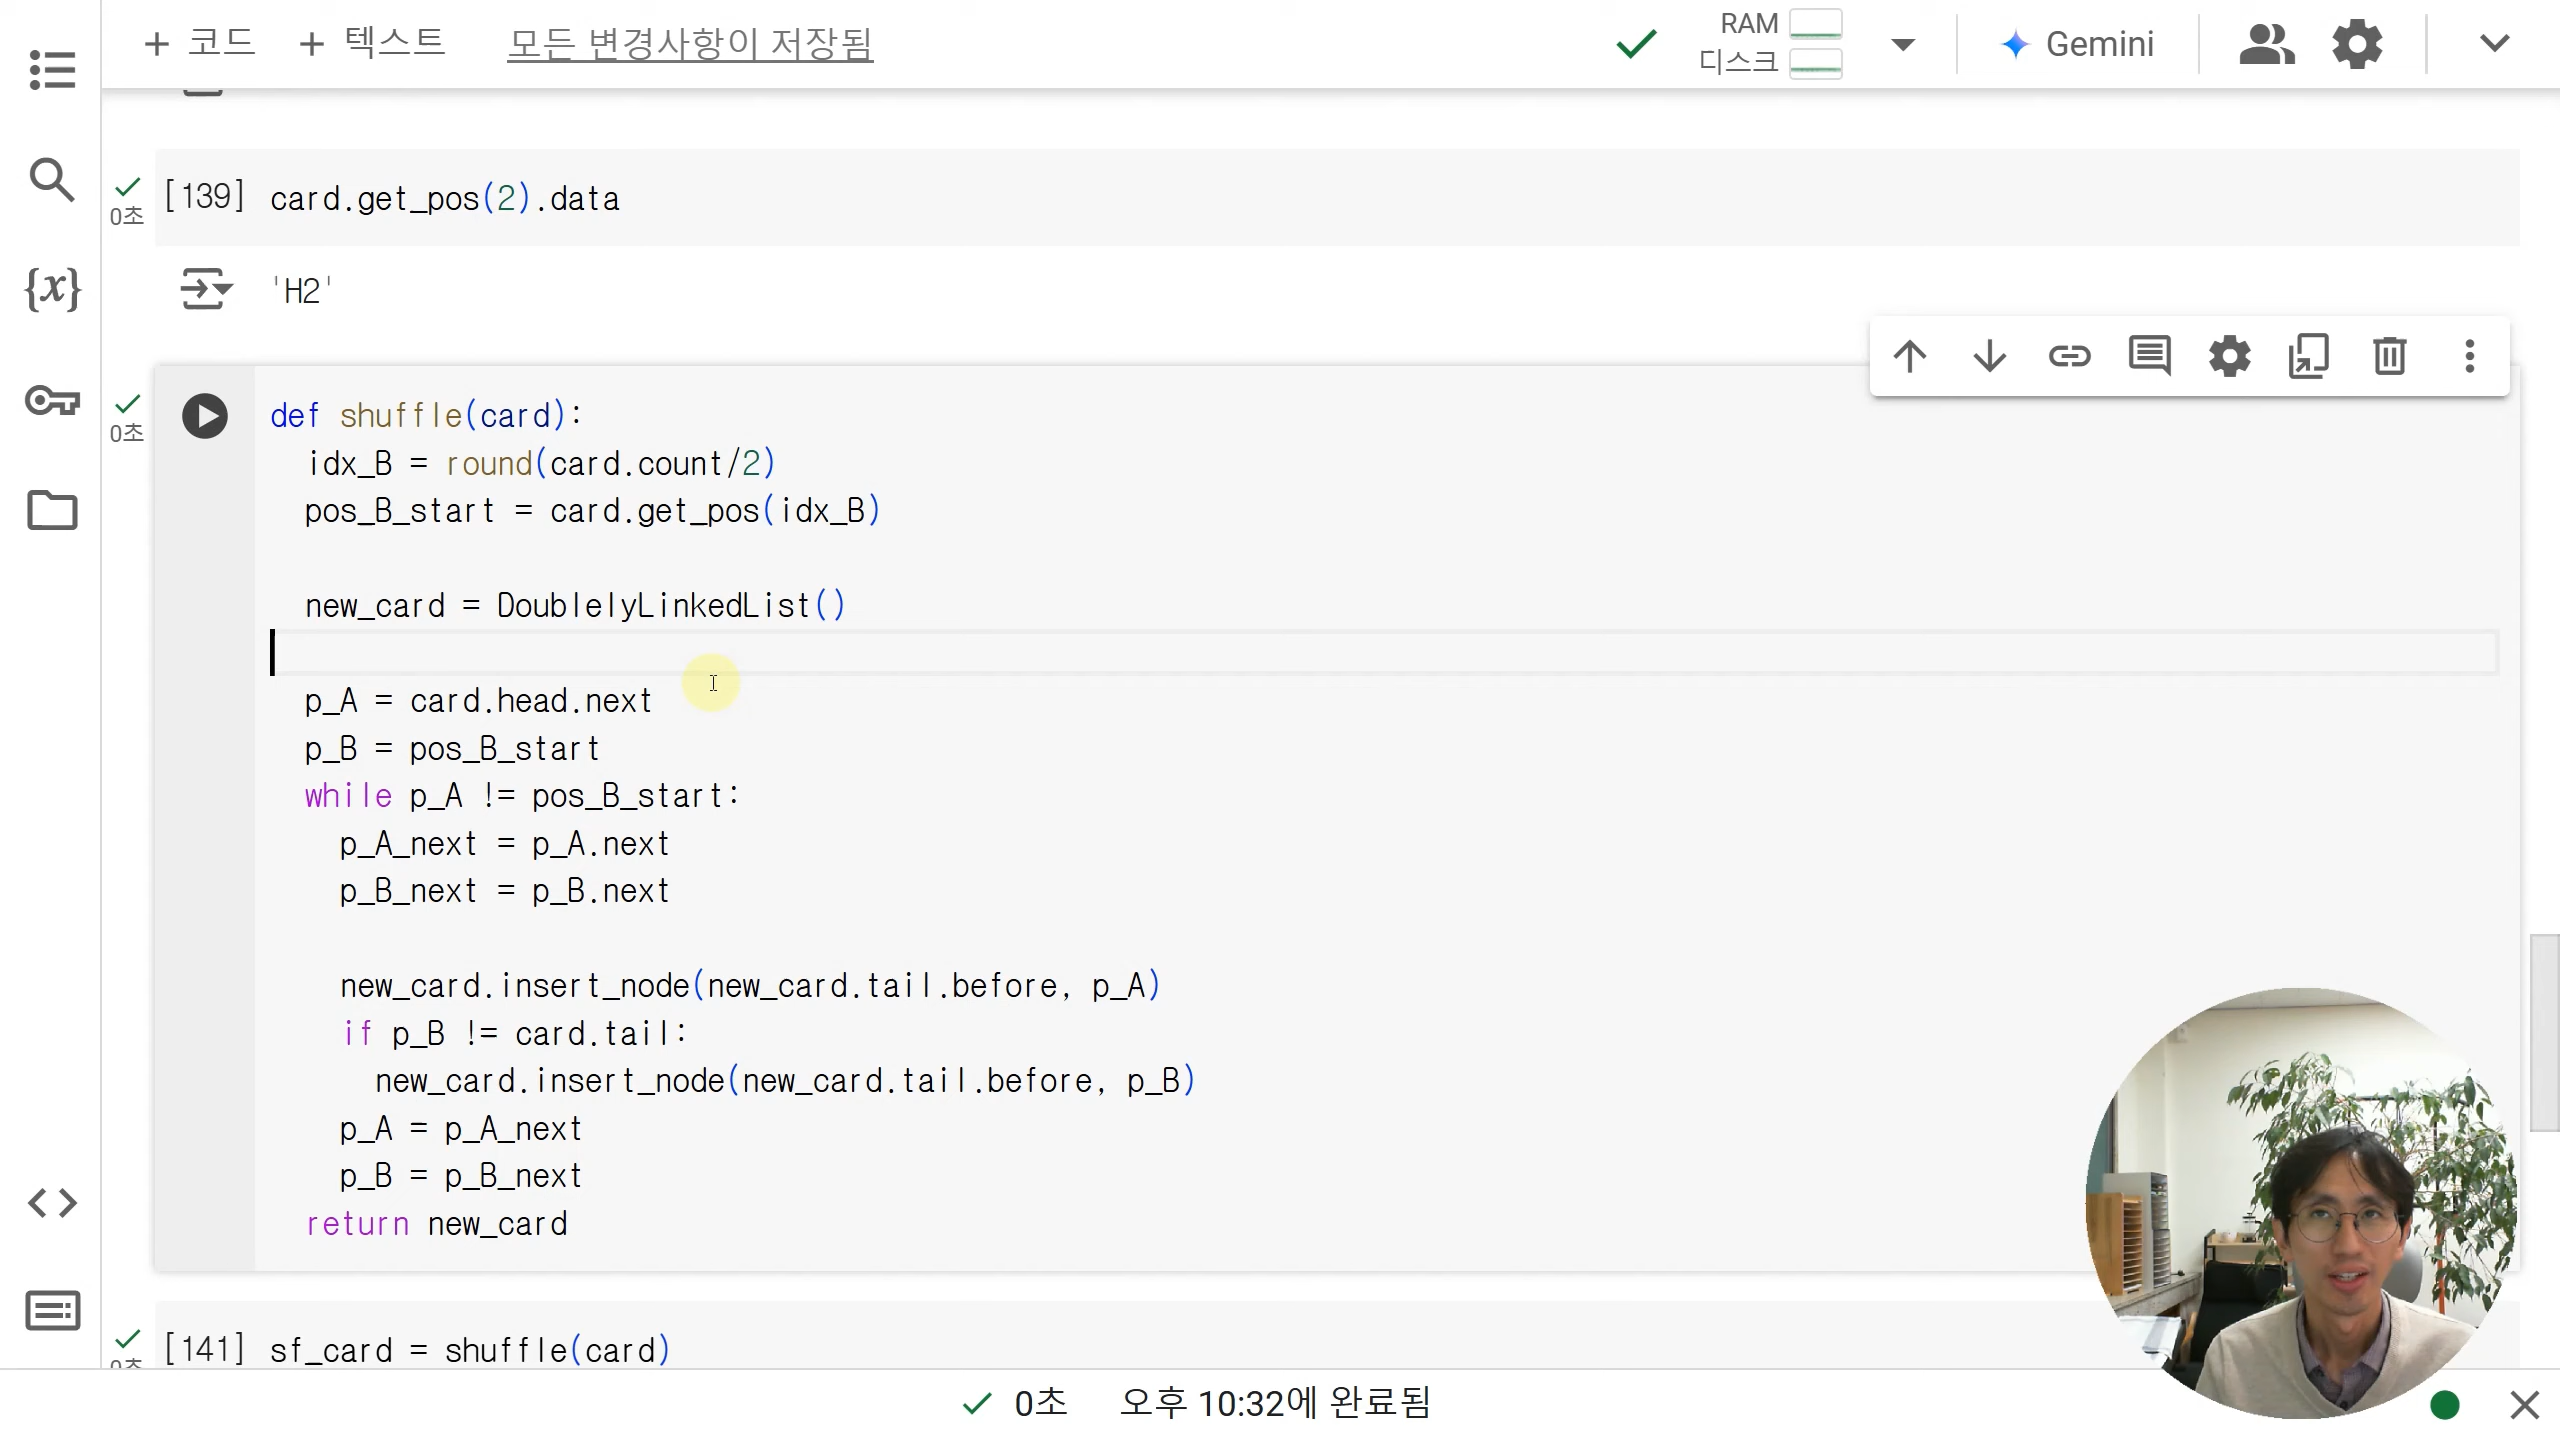 + 코드 + 텍스트 모든 변경사항이 저장됨
RAM
디스크
Gemini
[139] card.get_pos(2).data
0초
'H2'
0초
def shuffle(card):
  idx_B = round(card.count/2)
  pos_B_start = card.get_pos(idx_B)
  new_card = DoublelyLinkedList()
  p_A = card.head.next
  p_B = pos_B_start
  while p_A != pos_B_start:
    p_A_next = p_A.next
    p_B_next = p_B.next
    new_card.insert_node(new_card.tail.before, p_A)
    if p_B != card.tail:
      new_card.insert_node(new_card.tail.before, p_B)
    p_A = p_A_next
    p_B = p_B_next
  return new_card
[141] sf_card = shuffle(card)
0초 오후 10:32에 완료됨